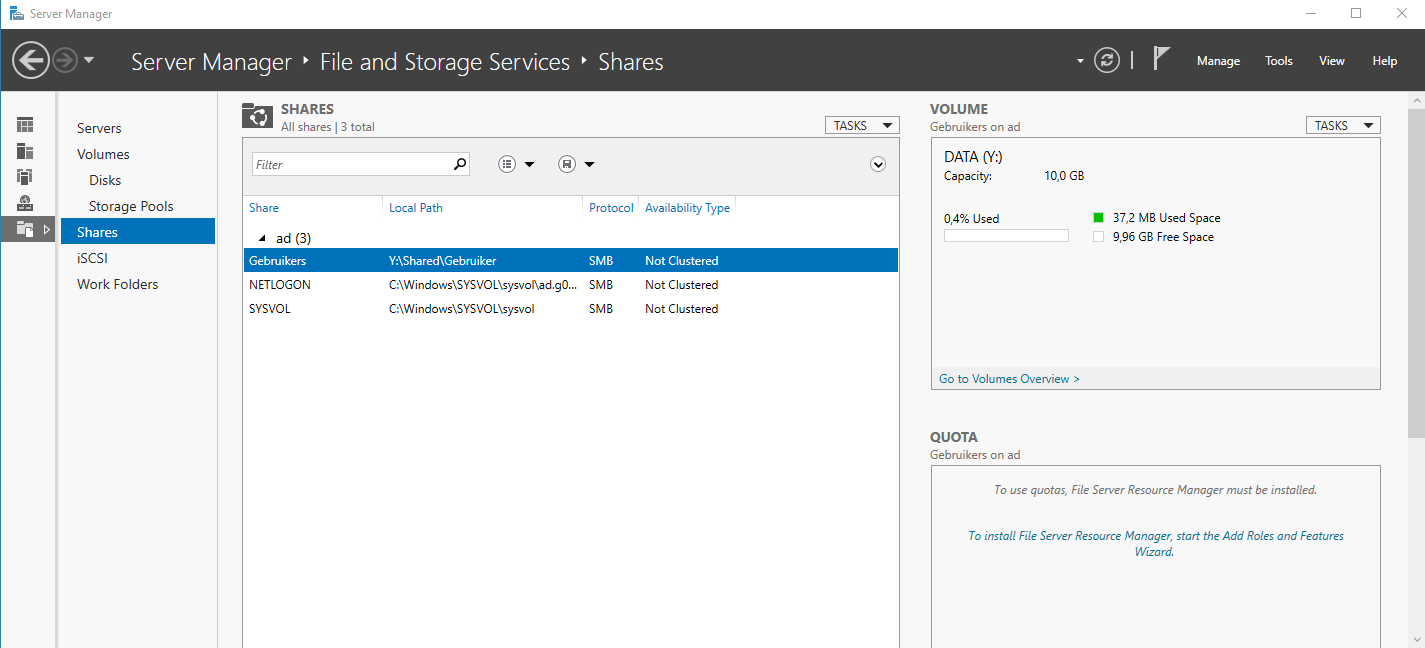 Server Manager
Server Manager ‣ File and Storage Services ‣ Shares
Manage Tools View Help
Servers
Volumes
Disks
Storage Pools
Shares
iSCSI
Work Folders
SHARES
All shares | 3 total
TASKS
Filter
Share Local Path Protocol Availability Type
ad (3)
Gebruikers Y:\Shared\Gebruiker SMB Not Clustered
NETLOGON C:\Windows\SYSVOL\sysvol\ad.g0... SMB Not Clustered
SYSVOL C:\Windows\SYSVOL\sysvol SMB Not Clustered
VOLUME
Gebruikers on ad
TASKS
DATA (Y:)
Capacity: 10,0 GB
0,4% Used
37,2 MB Used Space
9,96 GB Free Space
Go to Volumes Overview >
QUOTA
Gebruikers on ad
To use quotas, File Server Resource Manager must be installed.
To install File Server Resource Manager, start the Add Roles and Features
Wizard.